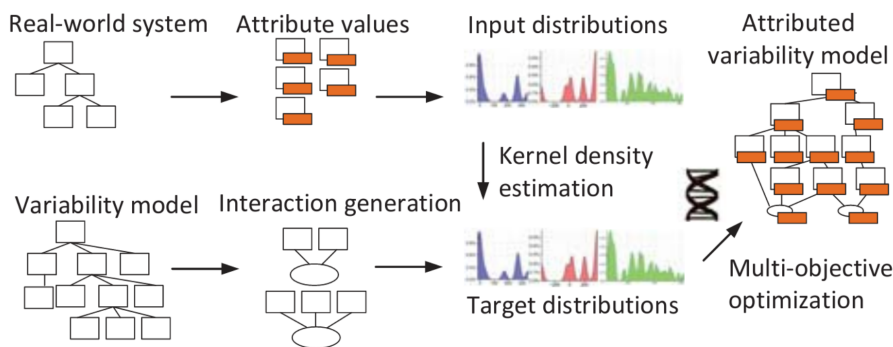 Real-world system
Attribute values
Input distributions
Attributed
variability model
Kernel density
estimation
Variability model
Interaction generation
Target distributions
Multi-objective
optimization